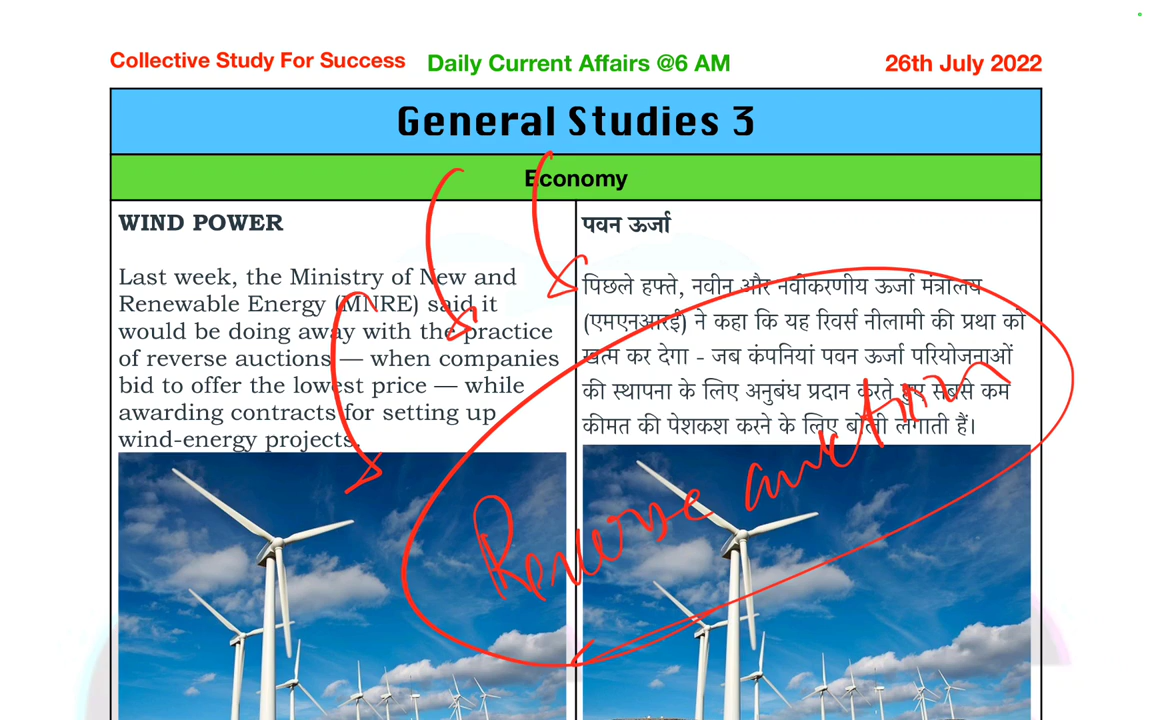 Collective Study For Success Daily Current Affairs @6 AM 26th July 2022
General Studies 3
Economy
WIND POWER
Last week, the Ministry of New and
Renewable Energy (MNRE) said it
would be doing away with the practice
of reverse auctions — when companies
bid to offer the lowest price — while
awarding contracts for setting up
wind-energy projects.
पवन ऊर्जा
पिछले हफ्ते, नवीन और नवीकरणीय ऊर्जा मंत्रालय
(एमएनआरई) ने कहा कि यह रिवर्स नीलामी की प्रथा को
खत्म कर देगा - जब कंपनियां पवन ऊर्जा परियोजनाओं
की स्थापना के लिए अनुबंध प्रदान करते हुए सबसे कम
कीमत की पेशकश करने के लिए बोली लगाती हैं।
Reverse auction